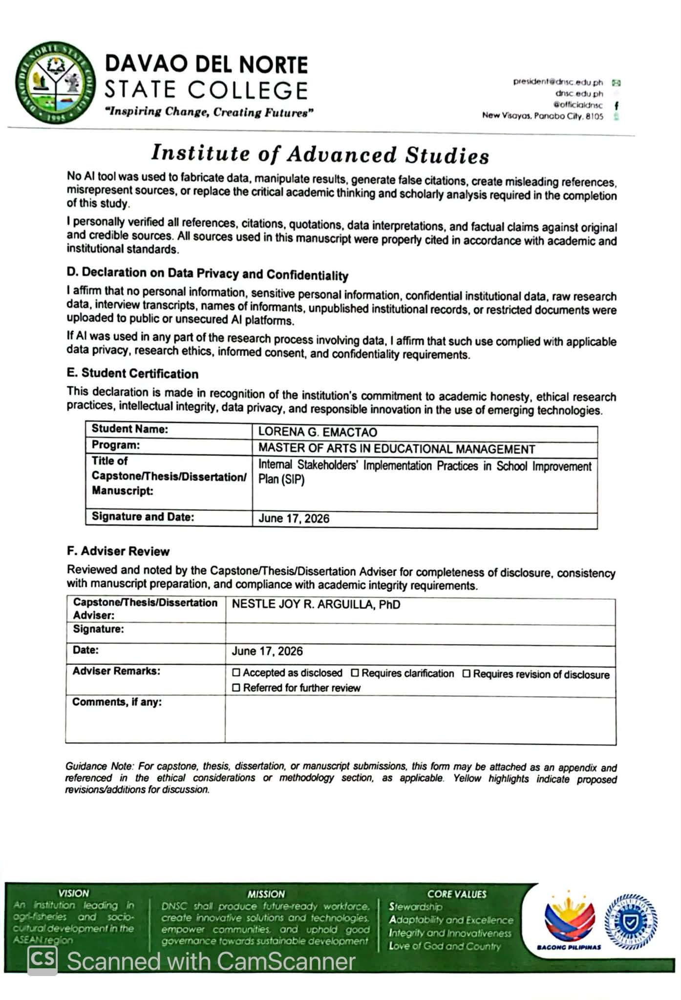 DAVAO DEL NORTE STATE COLLEGE
1995
DAVAO DEL NORTE
STATE COLLEGE
"Inspiring Change, Creating Futures"
president@dnsc.edu.ph
dnsc.edu.ph
@officialdnsc
New Visayas, Panabo City, 8105
Institute of Advanced Studies
No AI tool was used to fabricate data, manipulate results, generate false citations, create misleading references,
misrepresent sources, or replace the critical academic thinking and scholarly analysis required in the completion
of this study.
I personally verified all references, citations, quotations, data interpretations, and factual claims against original
and credible sources. All sources used in this manuscript were properly cited in accordance with academic and
institutional standards.
D. Declaration on Data Privacy and Confidentiality
I affirm that no personal information, sensitive personal information, confidential institutional data, raw research
data, interview transcripts, names of informants, unpublished institutional records, or restricted documents were
uploaded to public or unsecured AI platforms.
If AI was used in any part of the research process involving data, I affirm that such use complied with applicable
data privacy, research ethics, informed consent, and confidentiality requirements.
E. Student Certification
This declaration is made in recognition of the institution's commitment to academic honesty, ethical research
practices, intellectual integrity, data privacy, and responsible innovation in the use of emerging technologies.
Student Name: LORENA G. EMACTAO
Program: MASTER OF ARTS IN EDUCATIONAL MANAGEMENT
Title of
Capstone/Thesis/Dissertation/
Manuscript:
Internal Stakeholders' Implementation Practices in School Improvement
Plan (SIP)
Signature and Date: June 17, 2026
F. Adviser Review
Reviewed and noted by the Capstone/Thesis/Dissertation Adviser for completeness of disclosure, consistency
with manuscript preparation, and compliance with academic integrity requirements.
Capstone/Thesis/Dissertation
Adviser:
NESTLE JOY R. ARGUILLA, PhD
Signature:
Date: June 17, 2026
Adviser Remarks: ☐ Accepted as disclosed ☐ Requires clarification ☐ Requires revision of disclosure
☐ Referred for further review
Comments, if any:
Guidance Note: For capstone, thesis, dissertation, or manuscript submissions, this form may be attached as an appendix and
referenced in the ethical considerations or methodology section, as applicable. Yellow highlights indicate proposed
revisions/additions for discussion.
VISION
An institution leading in
agri-fisheries and socio-
cultural development in the
ASEAN region
MISSION
DNSC shall produce future-ready workforce,
create innovative solutions and technologies,
empower communities, and uphold good
governance towards sustainable development
CORE VALUES
Stewardship
Adaptability and Excellence
Integrity and Innovativeness
Love of God and Country
BAGONG PILIPINAS
CS Scanned with CamScanner